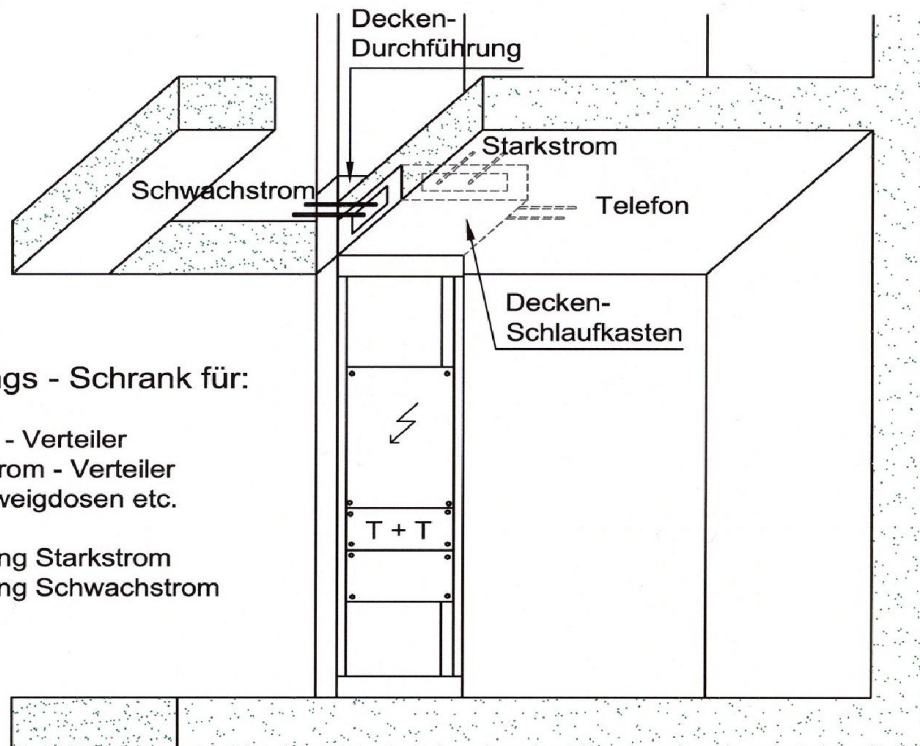 Decken-
Durchführung
Starkstrom
Schwachstrom
Telefon
Decken-
Schlaufkasten
ngs - Schrank für:
- Verteiler
rom - Verteiler
weigdosen etc.
T + T
ng Starkstrom
ng Schwachstrom